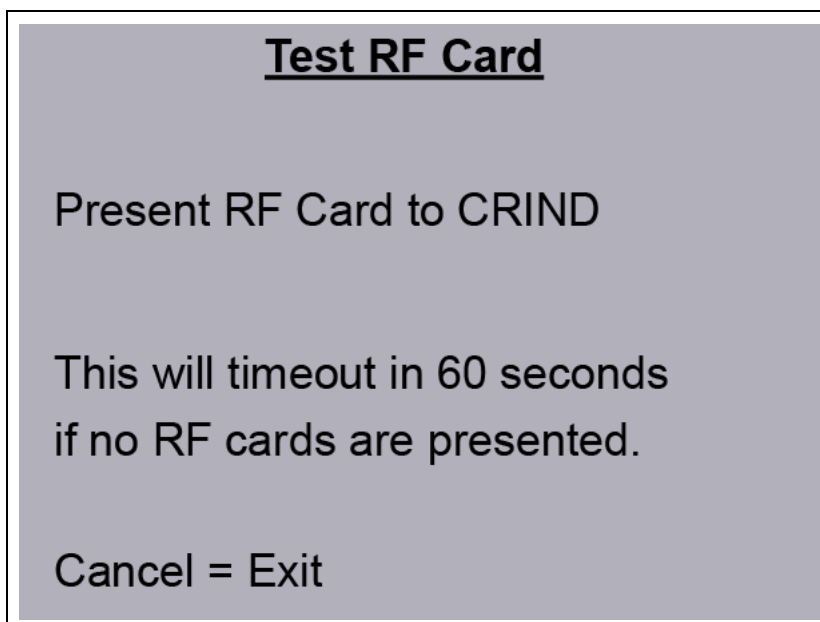 Test RF Card
Present RF Card to CRIND
This will timeout in 60 seconds
if no RF cards are presented.
Cancel = Exit